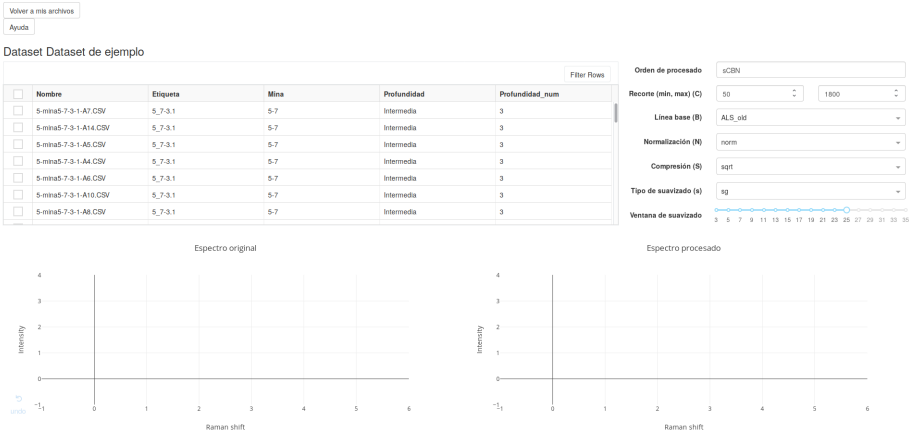 Volver a mis archivos
Ayuda
Dataset Dataset de ejemplo
Filter Rows
Nombre Etiqueta Mina Profundidad Profundidad_num
5-mina5-7-3-1-A7.CSV 5_7-3.1 5-7 Intermedia 3
5-mina5-7-3-1-A14.CSV 5_7-3.1 5-7 Intermedia 3
5-mina5-7-3-1-A5.CSV 5_7-3.1 5-7 Intermedia 3
5-mina5-7-3-1-A4.CSV 5_7-3.1 5-7 Intermedia 3
5-mina5-7-3-1-A6.CSV 5_7-3.1 5-7 Intermedia 3
5-mina5-7-3-1-A10.CSV 5_7-3.1 5-7 Intermedia 3
5-mina5-7-3-1-A8.CSV 5_7-3.1 5-7 Intermedia 3
Orden de procesado sCBN
Recorte (min, max) (C) 50 1800
Línea base (B) ALS_old
Normalización (N) norm
Compresión (S) sqrt
Tipo de suavizado (s) sg
Ventana de suavizado
3 5 7 9 11 13 15 17 19 21 23 25 27 29 31 33 35
Espectro original
4
3
2
1
0
−1
Intensity
−1 0 1 2 3 4 5 6
Raman shift
undo
Espectro procesado
4
3
2
1
0
−1
Intensity
−1 0 1 2 3 4 5 6
Raman shift